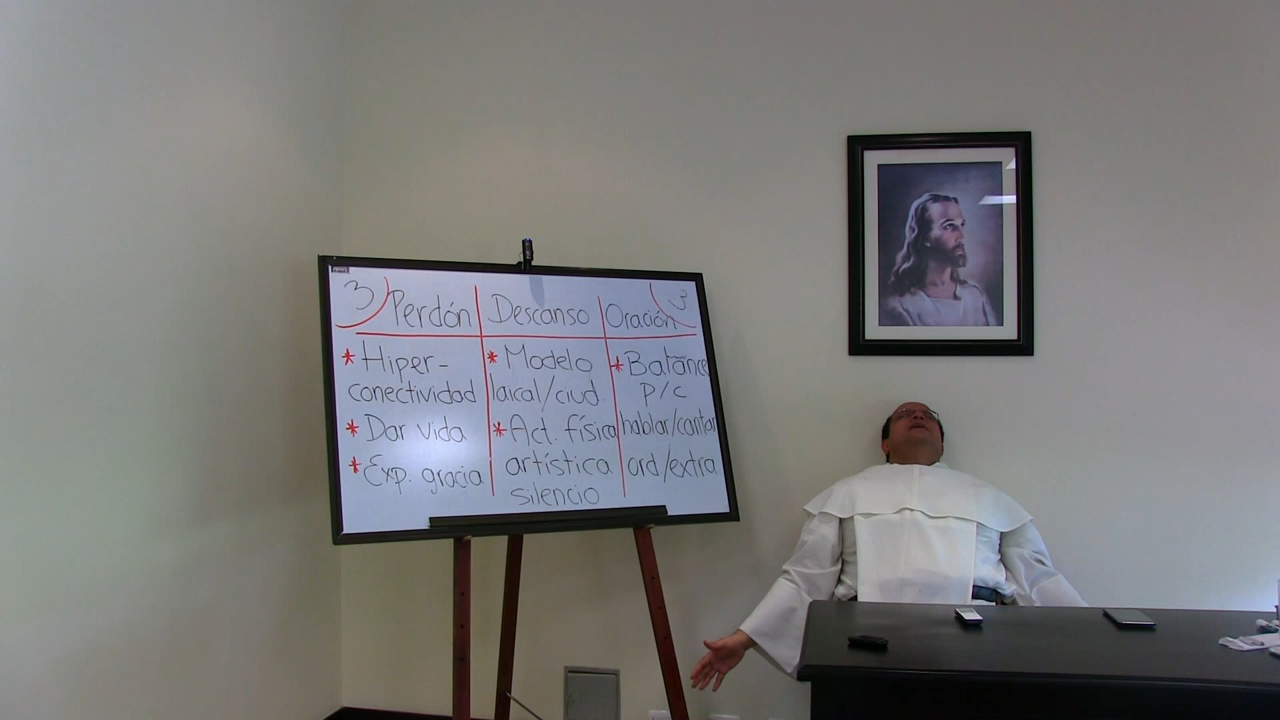 3) Perdón Descanso Oración (3
* Hiper- * Modelo * Balance
conectividad laical/ciud. p/c
* Dar vida * Act. física hablar/cantar
* Exp. gracia artística ord/extra
silencio